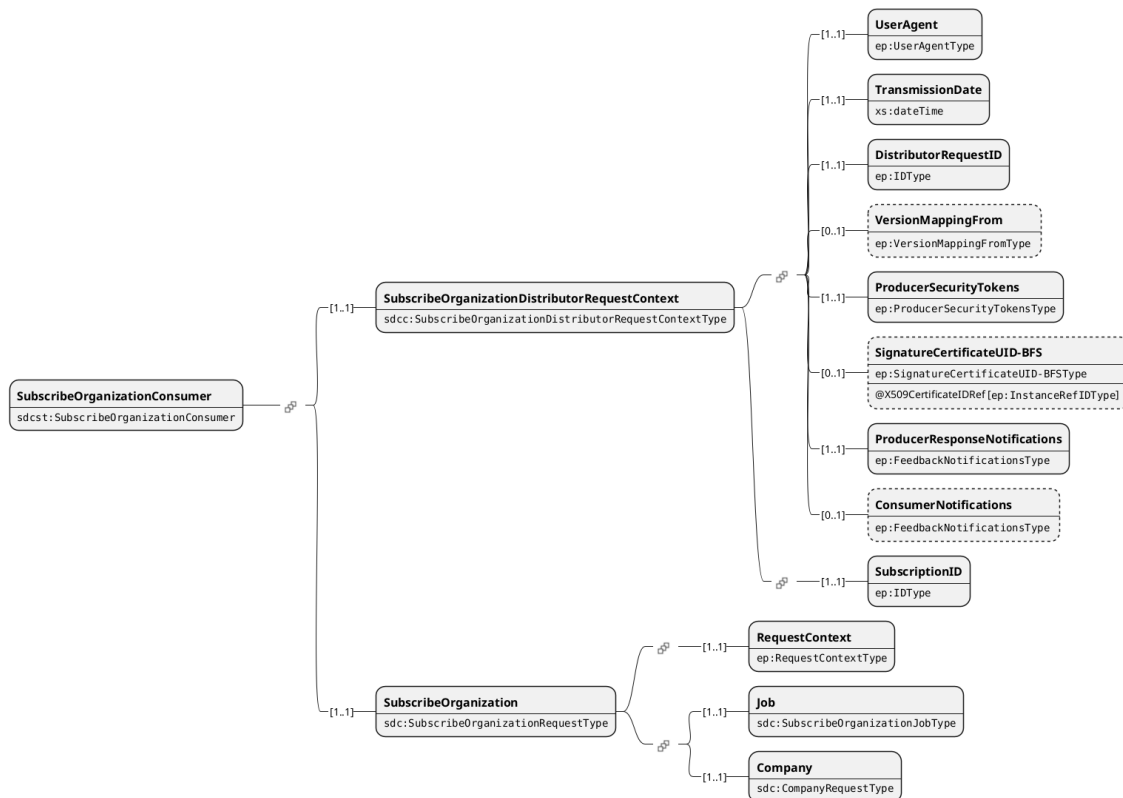 UserAgent
[1..1]
ep:UserAgentType
TransmissionDate
[1..1]
xs:dateTime
DistributorRequestID
[1..1]
ep:IDType
VersionMappingFrom
[0..1]
ep:VersionMappingFromType
SubscribeOrganizationDistributorRequestContext
[1..1]
sdcc:SubscribeOrganizationDistributorRequestContextType
ProducerSecurityTokens
[1..1]
ep:ProducerSecurityTokensType
SignatureCertificateUID-BFS
[0..1]
ep:SignatureCertificateUID-BFSType
@X509CertificateIDRef [ep:InstanceRefIDType]
SubscribeOrganizationConsumer
sdcst:SubscribeOrganizationConsumer
ProducerResponseNotifications
[1..1]
ep:FeedbackNotificationsType
ConsumerNotifications
[0..1]
ep:FeedbackNotificationsType
SubscriptionID
[1..1]
ep:IDType
RequestContext
[1..1]
ep:RequestContextType
SubscribeOrganization
[1..1]
sdc:SubscribeOrganizationRequestType
Job
[1..1]
sdc:SubscribeOrganizationJobType
Company
[1..1]
sdc:CompanyRequestType